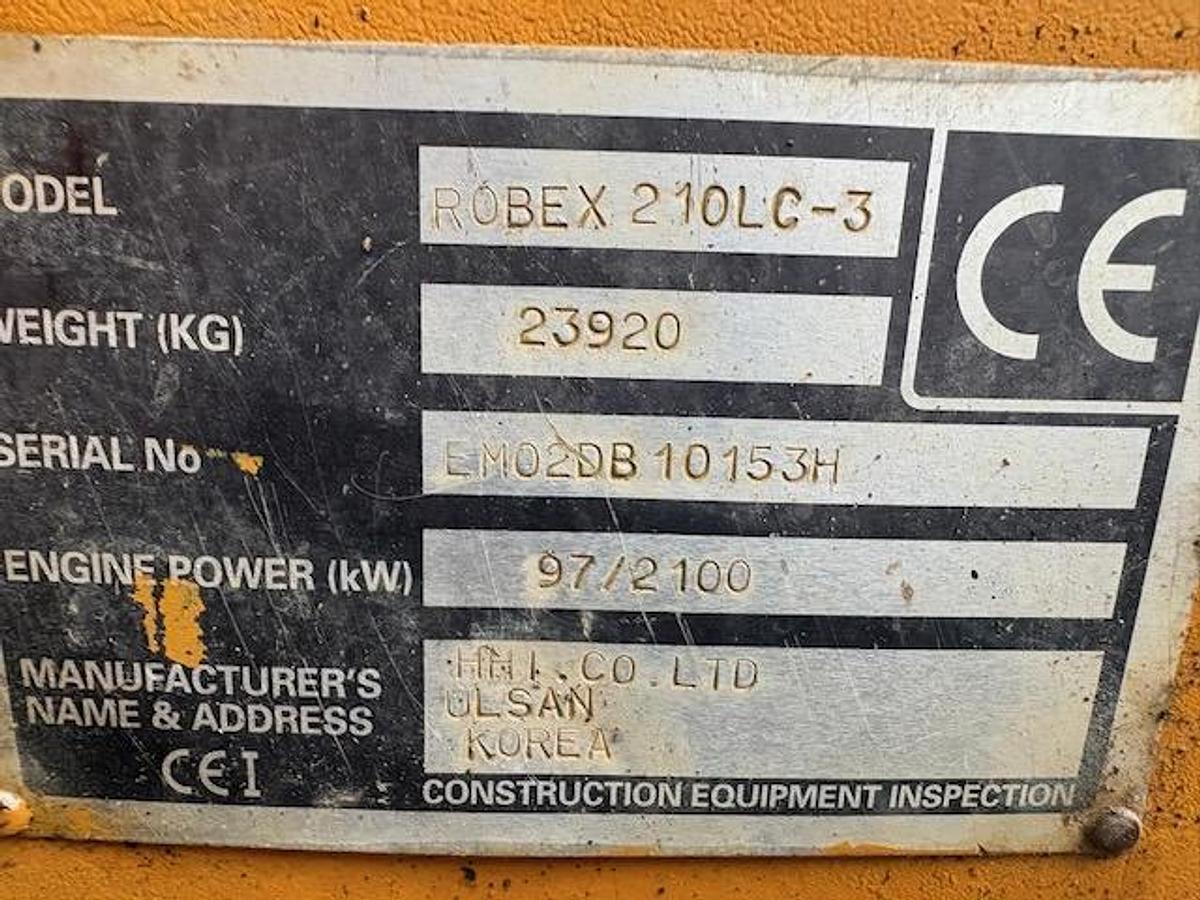 ODEL ROBEX 210LC-3
CE
WEIGHT (KG) 23920
SERIAL No EM02DB10153H
ENGINE POWER (kW) 97/2100
MANUFACTURER'S NAME & ADDRESS
HHI.CO.LTD
ULSAN
KOREA
CEI
CONSTRUCTION EQUIPMENT INSPECTION